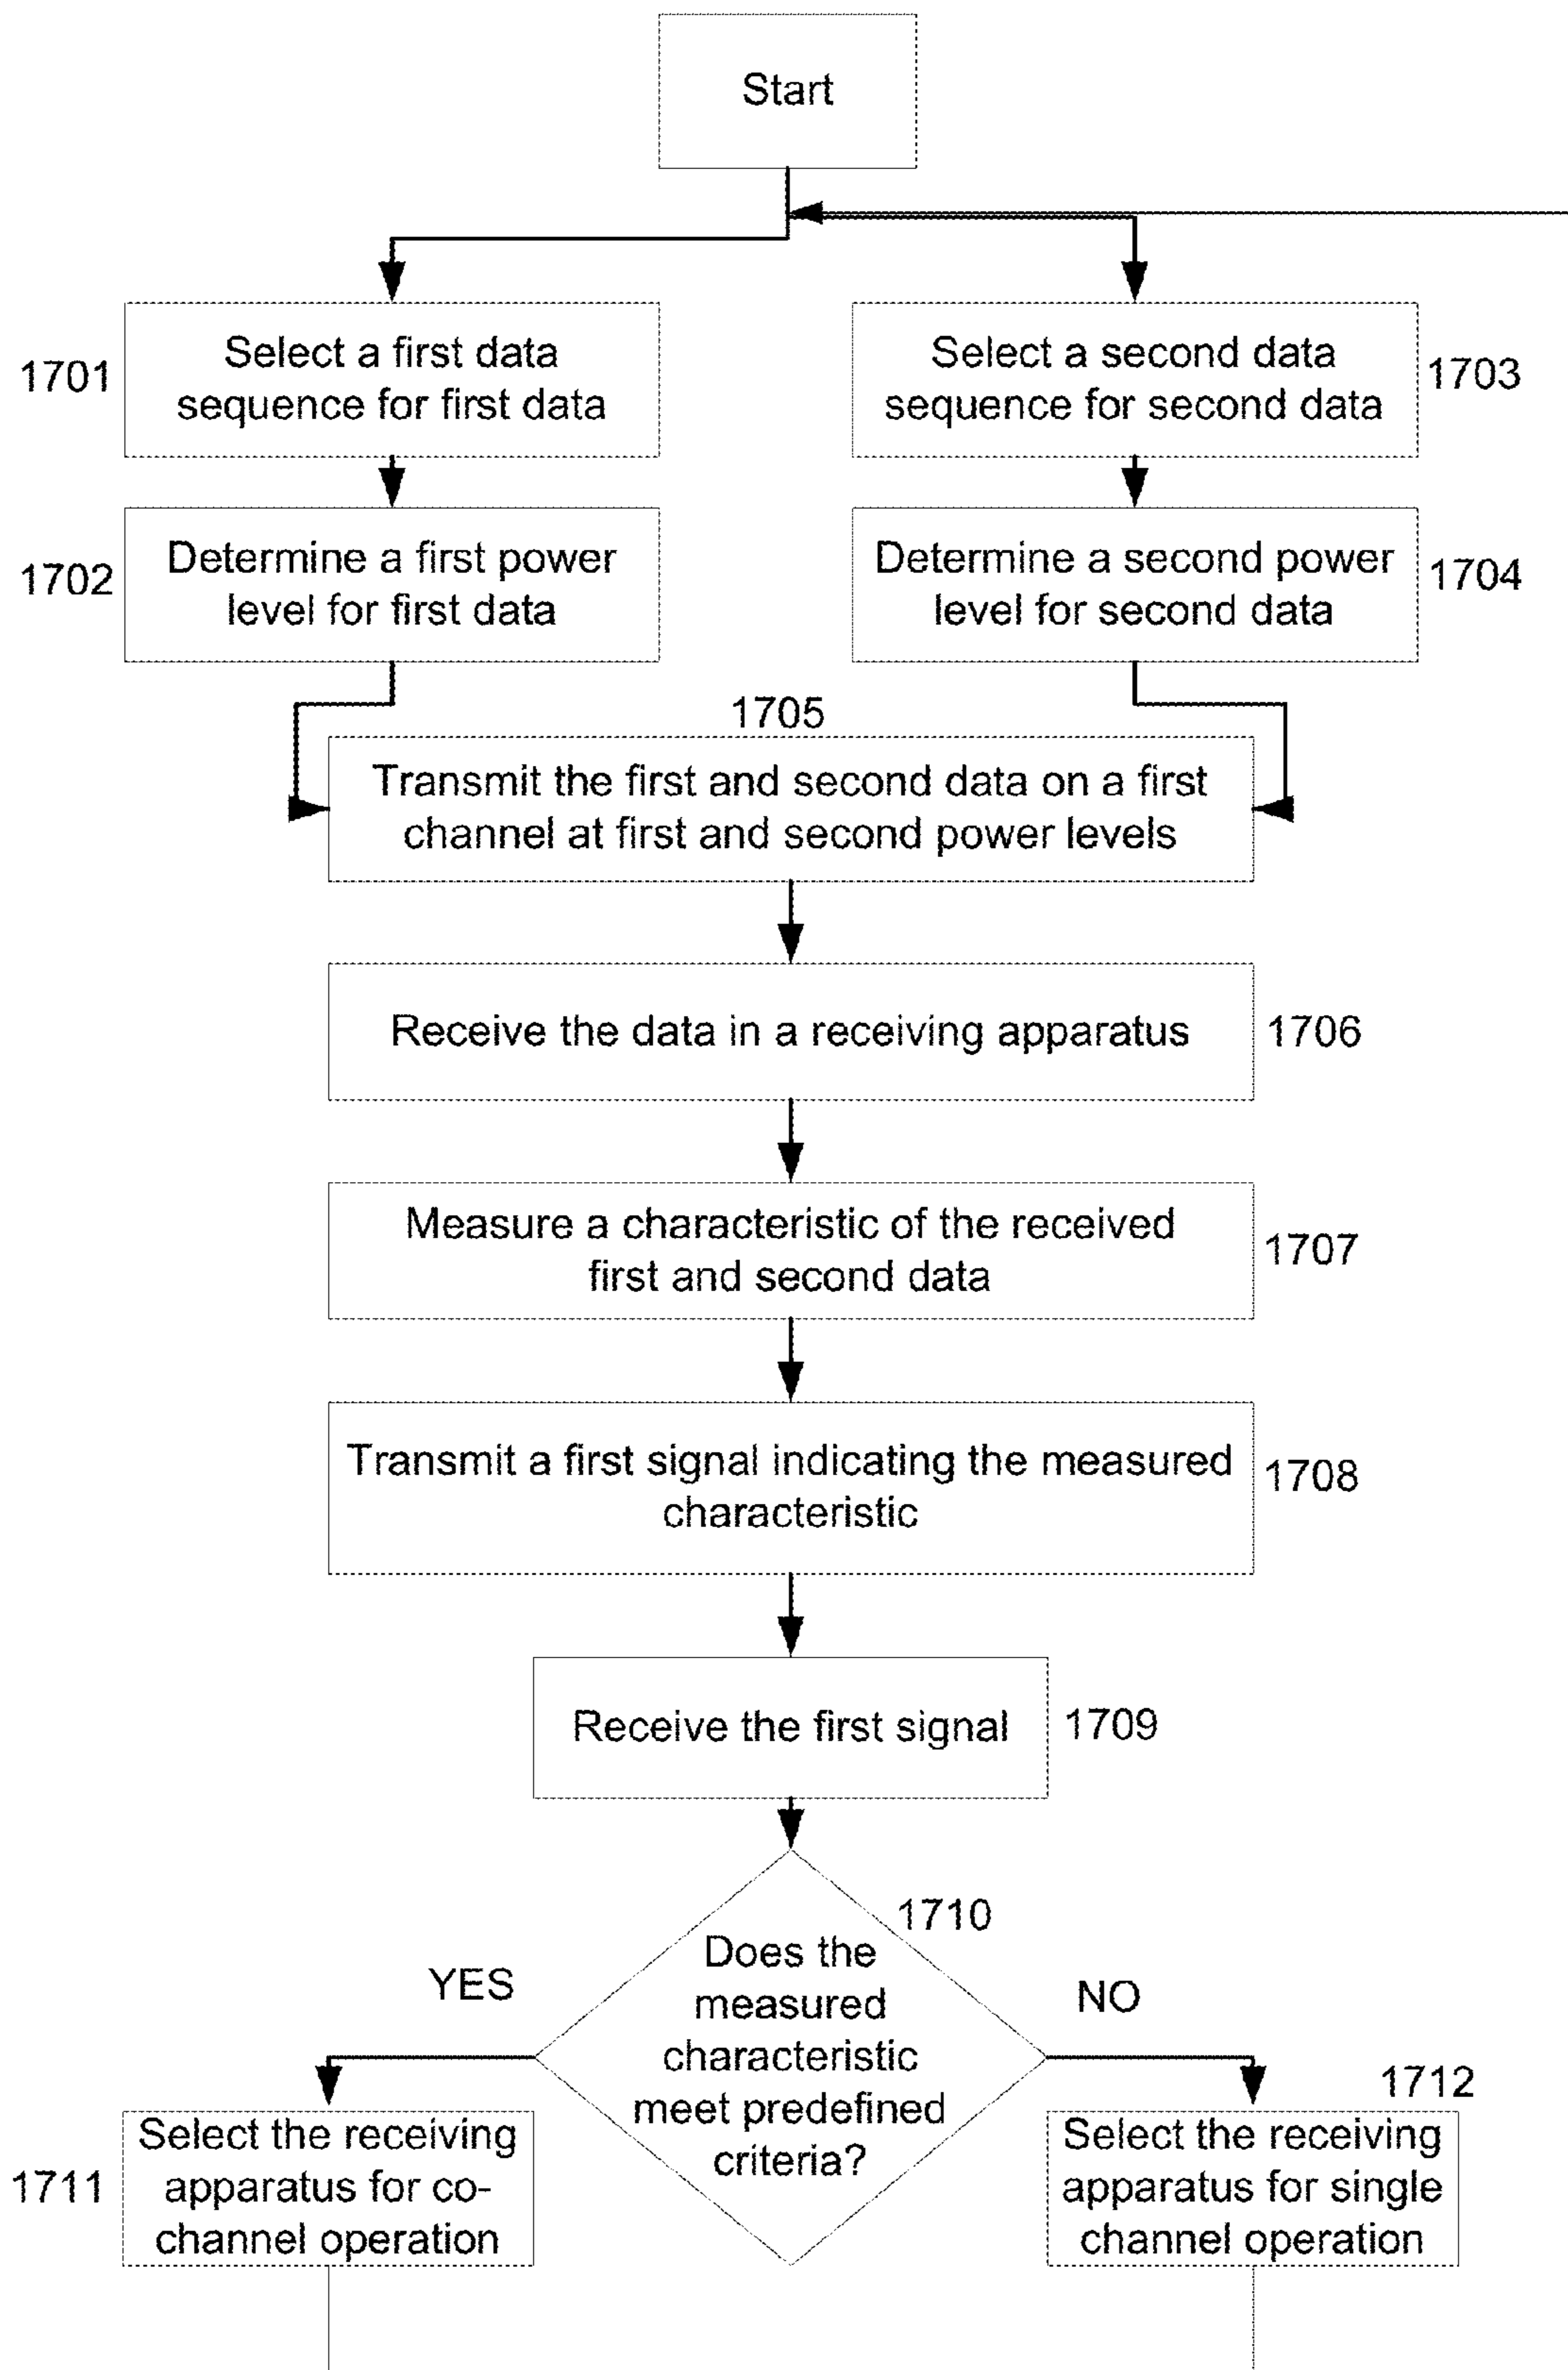 Start
1701
Select a first data
sequence for first data
Select a second data
sequence for second data
1703
1702
Determine a first power
level for first data
Determine a second power
level for second data
1704
1705
Transmit the first and second data on a first
channel at first and second power levels
Receive the data in a receiving apparatus
1706
Measure a characteristic of the received
first and second data
1707
Transmit a first signal indicating the measured
characteristic
1708
Receive the first signal
1709
1710
Does the
measured
characteristic
meet predefined
criteria?
YES
NO
1711
Select the receiving
apparatus for co-
channel operation
1712
Select the receiving
apparatus for single
channel operation